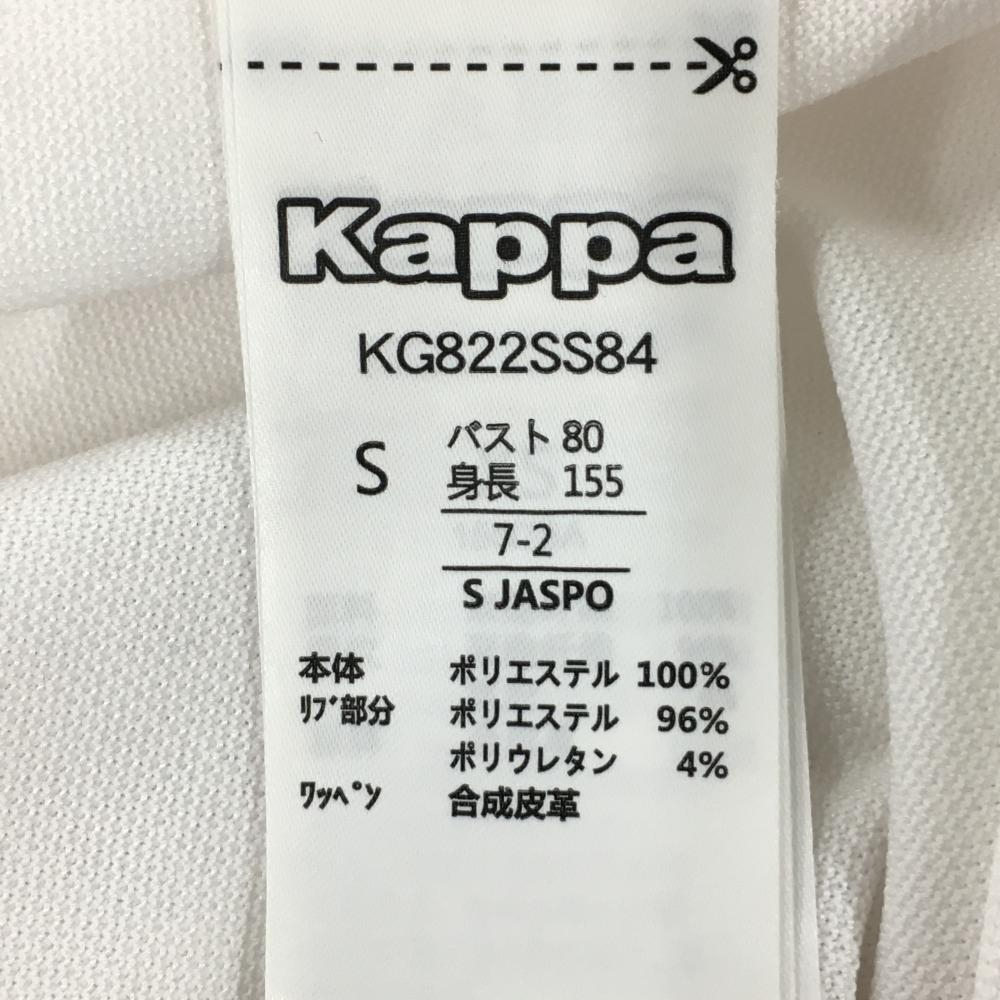 Kappa
KG822SS84
S
バスト 80
身長 155
7-2
S JASPO
本体 ポリエステル 100%
ﾘﾌﾞ部分 ポリエステル 96%
ポリウレタン 4%
ﾜｯﾍﾟﾝ 合成皮革